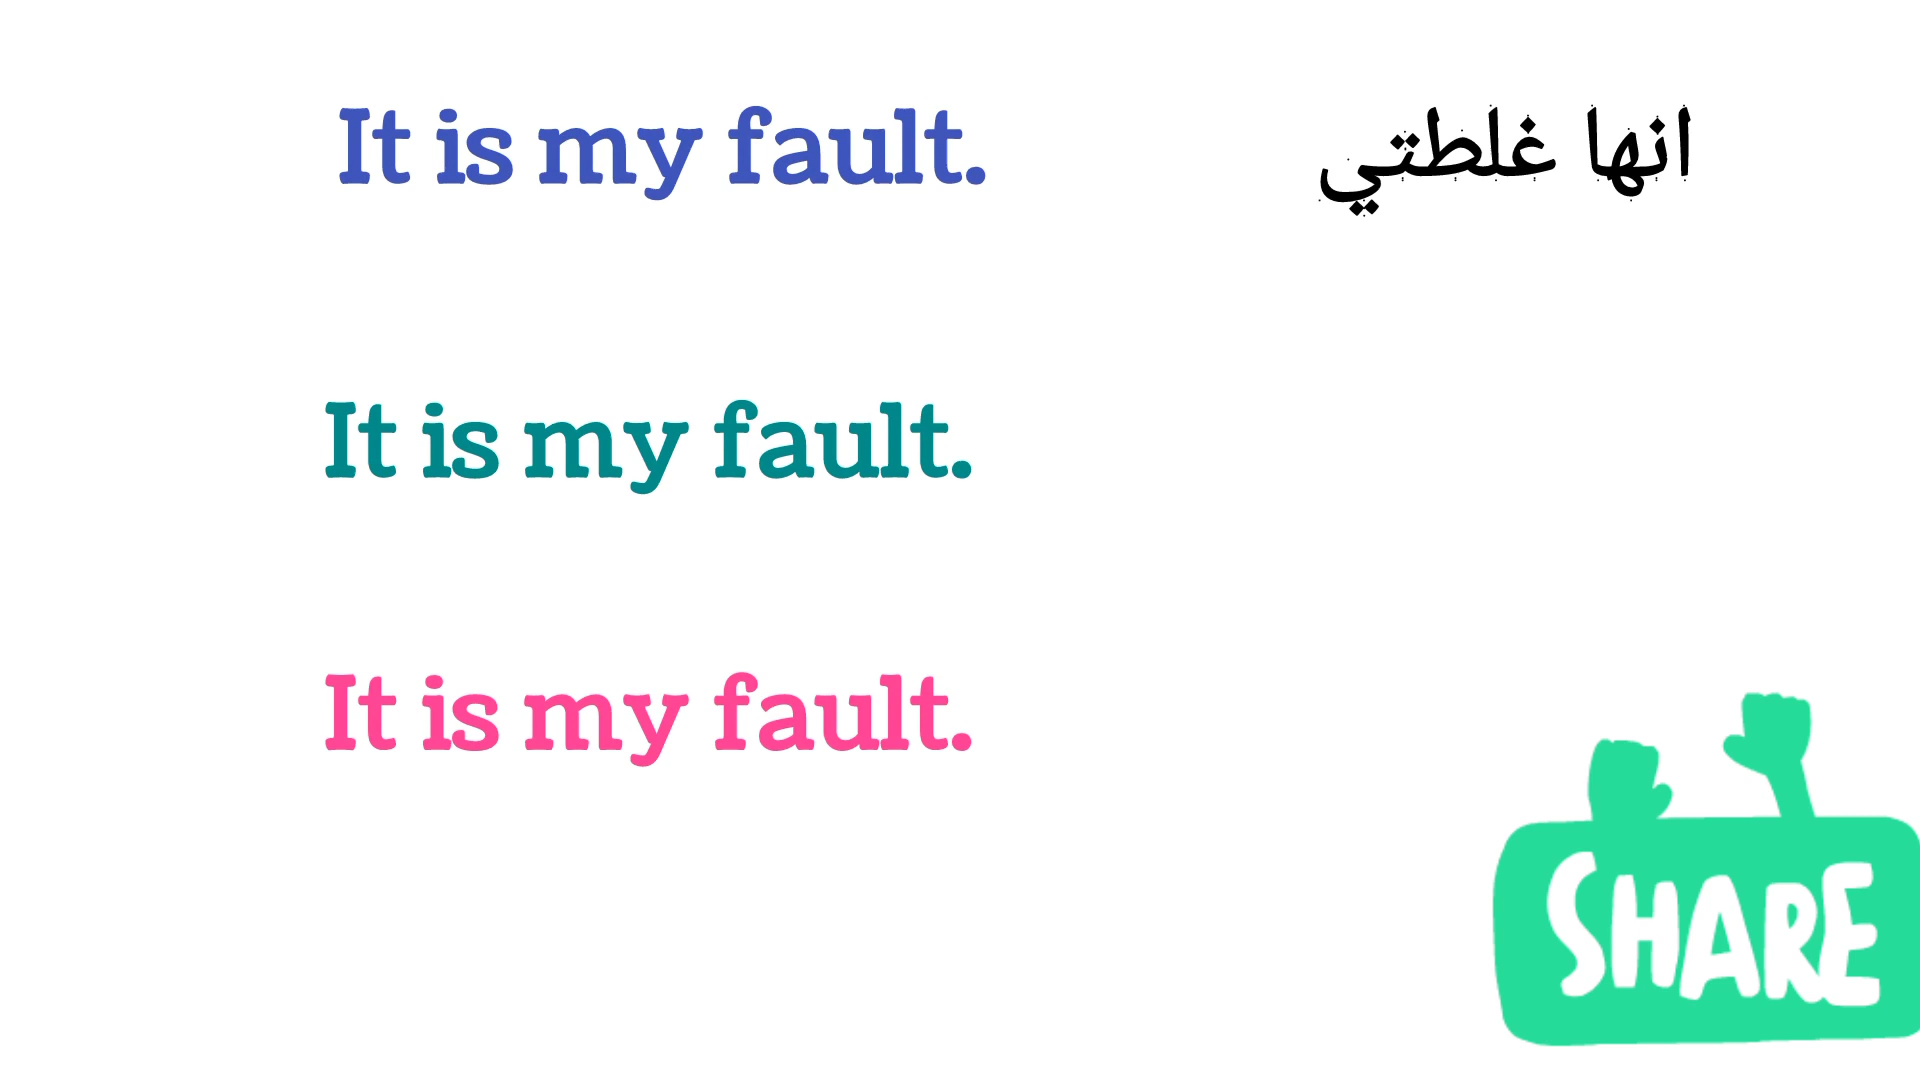 It is my fault.
انها غلطتي
It is my fault.
It is my fault.
SHARE